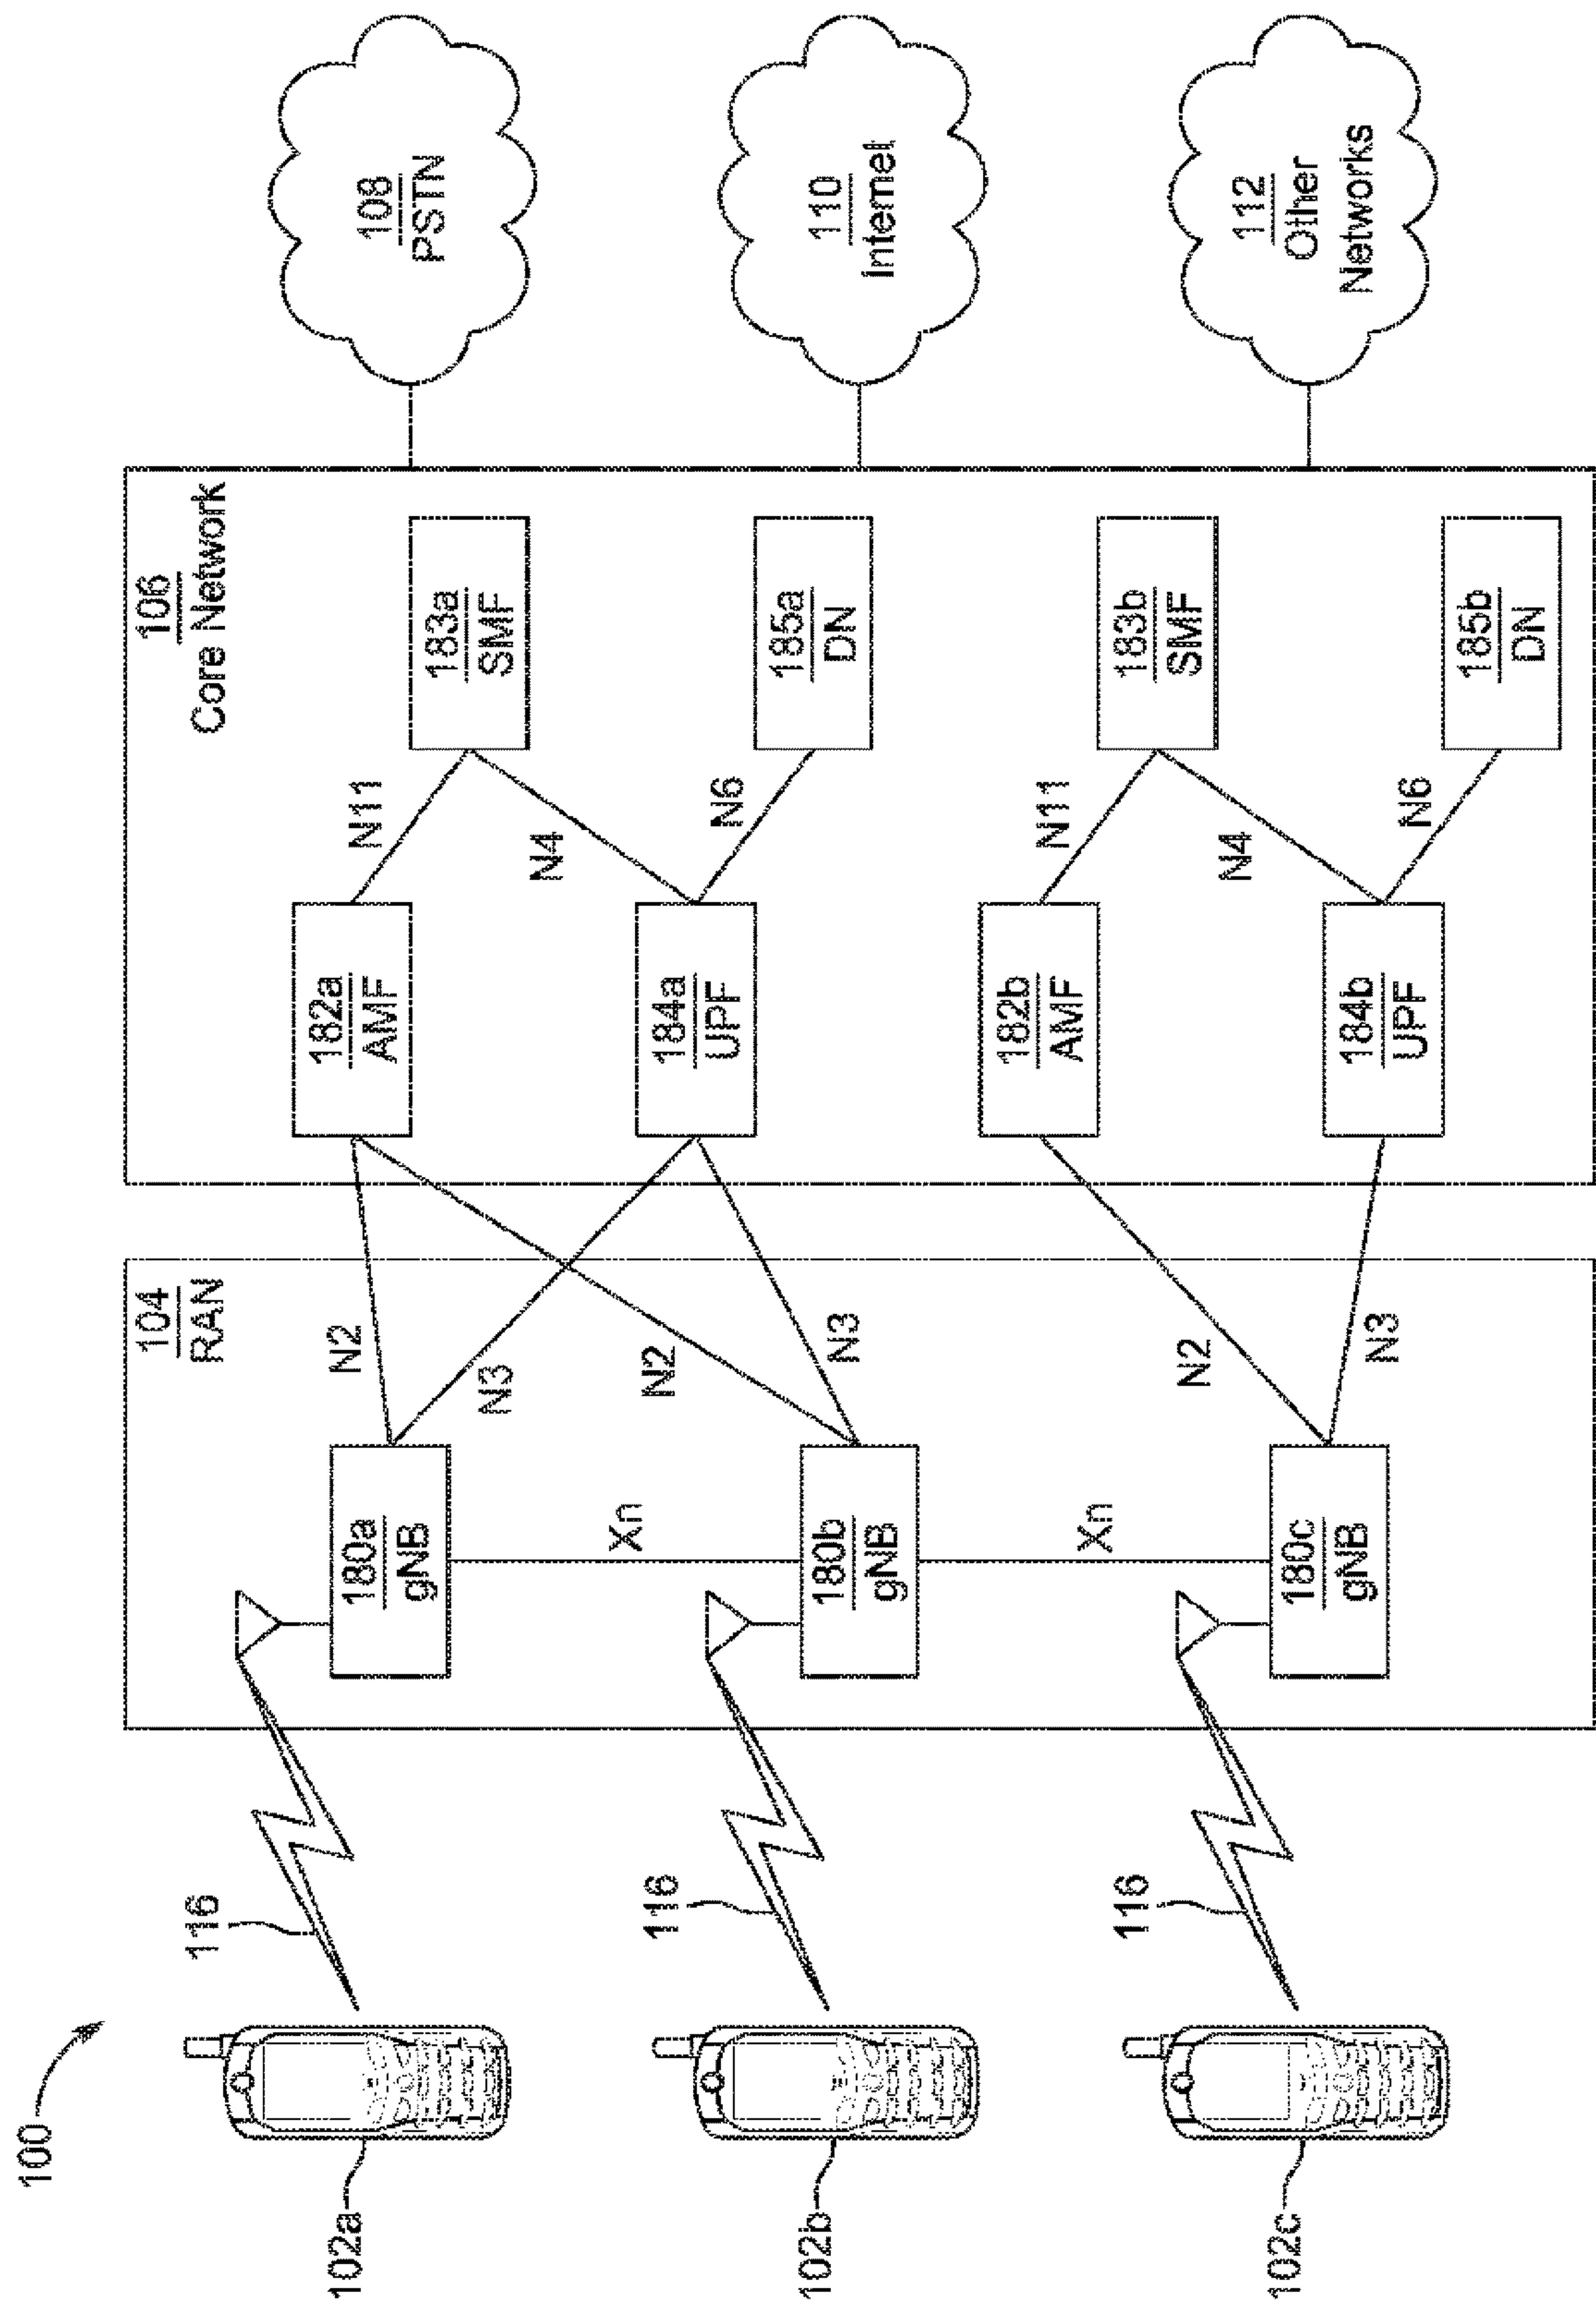 100
102a
102b
102c
116
116
116
104
RAN
180a
gNB
180b
gNB
180c
gNB
Xn
Xn
N2
N3
N2
N3
N2
N3
106
Core Network
182a
AMF
184a
UPF
182b
AMF
184b
UPF
N11
N4
N6
N11
N4
N6
183a
SMF
185a
DN
183b
SMF
185b
DN
108
PSTN
110
Internet
112
Other
Networks